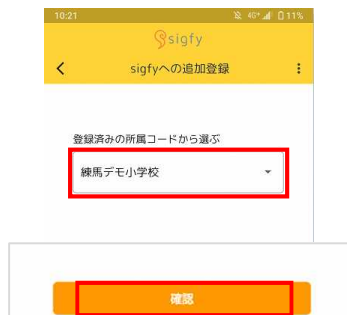 10:21 4G+ 11%
sigfy
sigfyへの追加登録
登録済みの所属コードから選ぶ
練馬デモ小学校
確認